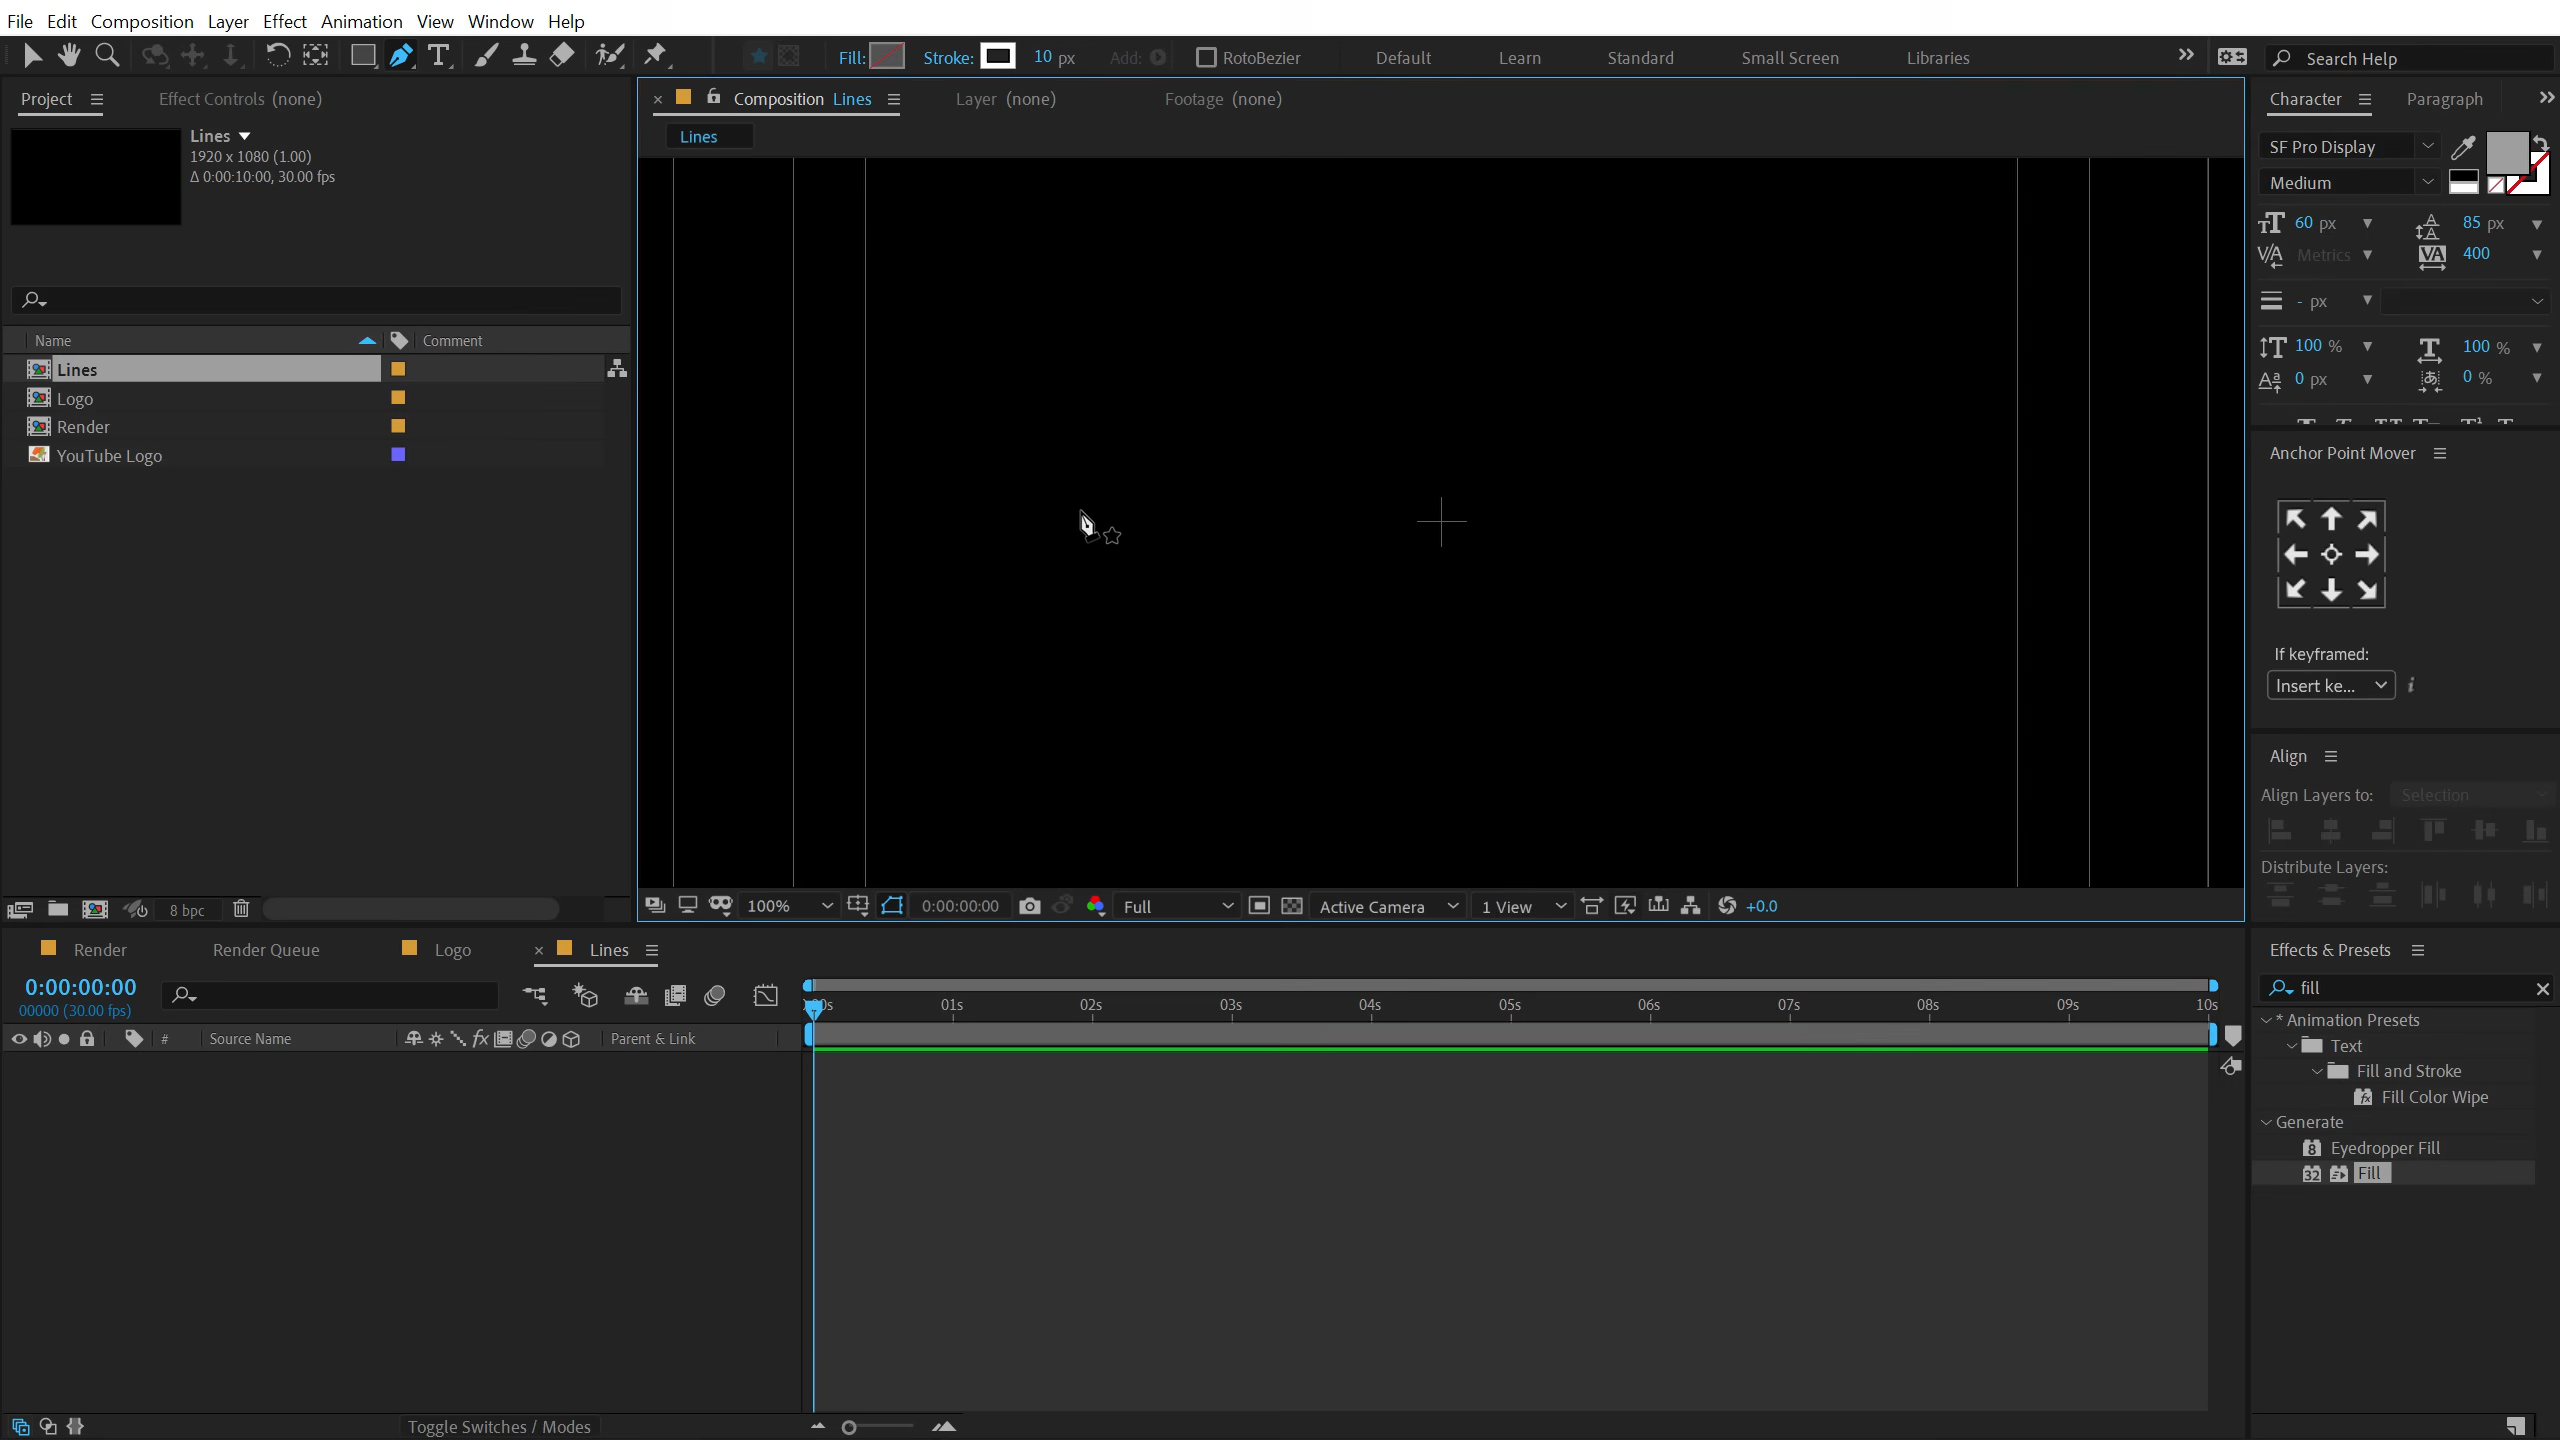 File Edit Composition Layer Effect Animation View Window Help
Fill: Stroke: 10 px Add: RotoBezier Default Learn Standard Small Screen Libraries Search Help
Project Effect Controls (none)
Lines
1920 x 1080 (1.00)
Δ 0:00:10:00, 30.00 fps
Name Comment
Lines
Logo
Render
YouTube Logo
8 bpc
Composition Lines Layer (none) Footage (none)
Lines
100% 0:00:00:00 Full Active Camera 1 View +0.0
Character Paragraph
SF Pro Display
Medium
60 px 85 px
Metrics 400
- px
100 % 100 %
0 px 0 %
Anchor Point Mover
If keyframed:
Insert ke...
Align
Align Layers to: Selection
Distribute Layers:
Effects & Presets
fill
* Animation Presets
Text
Fill and Stroke
Fill Color Wipe
Generate
Eyedropper Fill
32 Fill
Render Render Queue Logo Lines
0:00:00:00
00000 (30.00 fps)
01s 02s 03s 04s 05s 06s 07s 08s 09s 10s
# Source Name fx Parent & Link
Toggle Switches / Modes